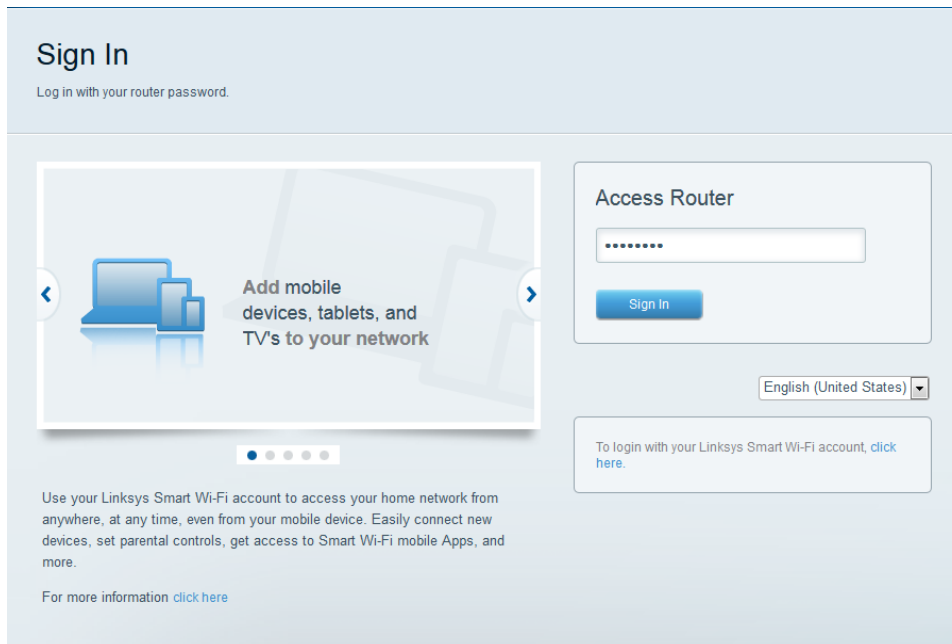 Sign In
Log in with your router password.
Add mobile
devices, tablets, and
TV's to your network
Use your Linksys Smart Wi-Fi account to access your home network from
anywhere, at any time, even from your mobile device. Easily connect new
devices, set parental controls, get access to Smart Wi-Fi mobile Apps, and
more.
For more information click here
Access Router
••••••••
Sign In
English (United States)
To login with your Linksys Smart Wi-Fi account, click
here.